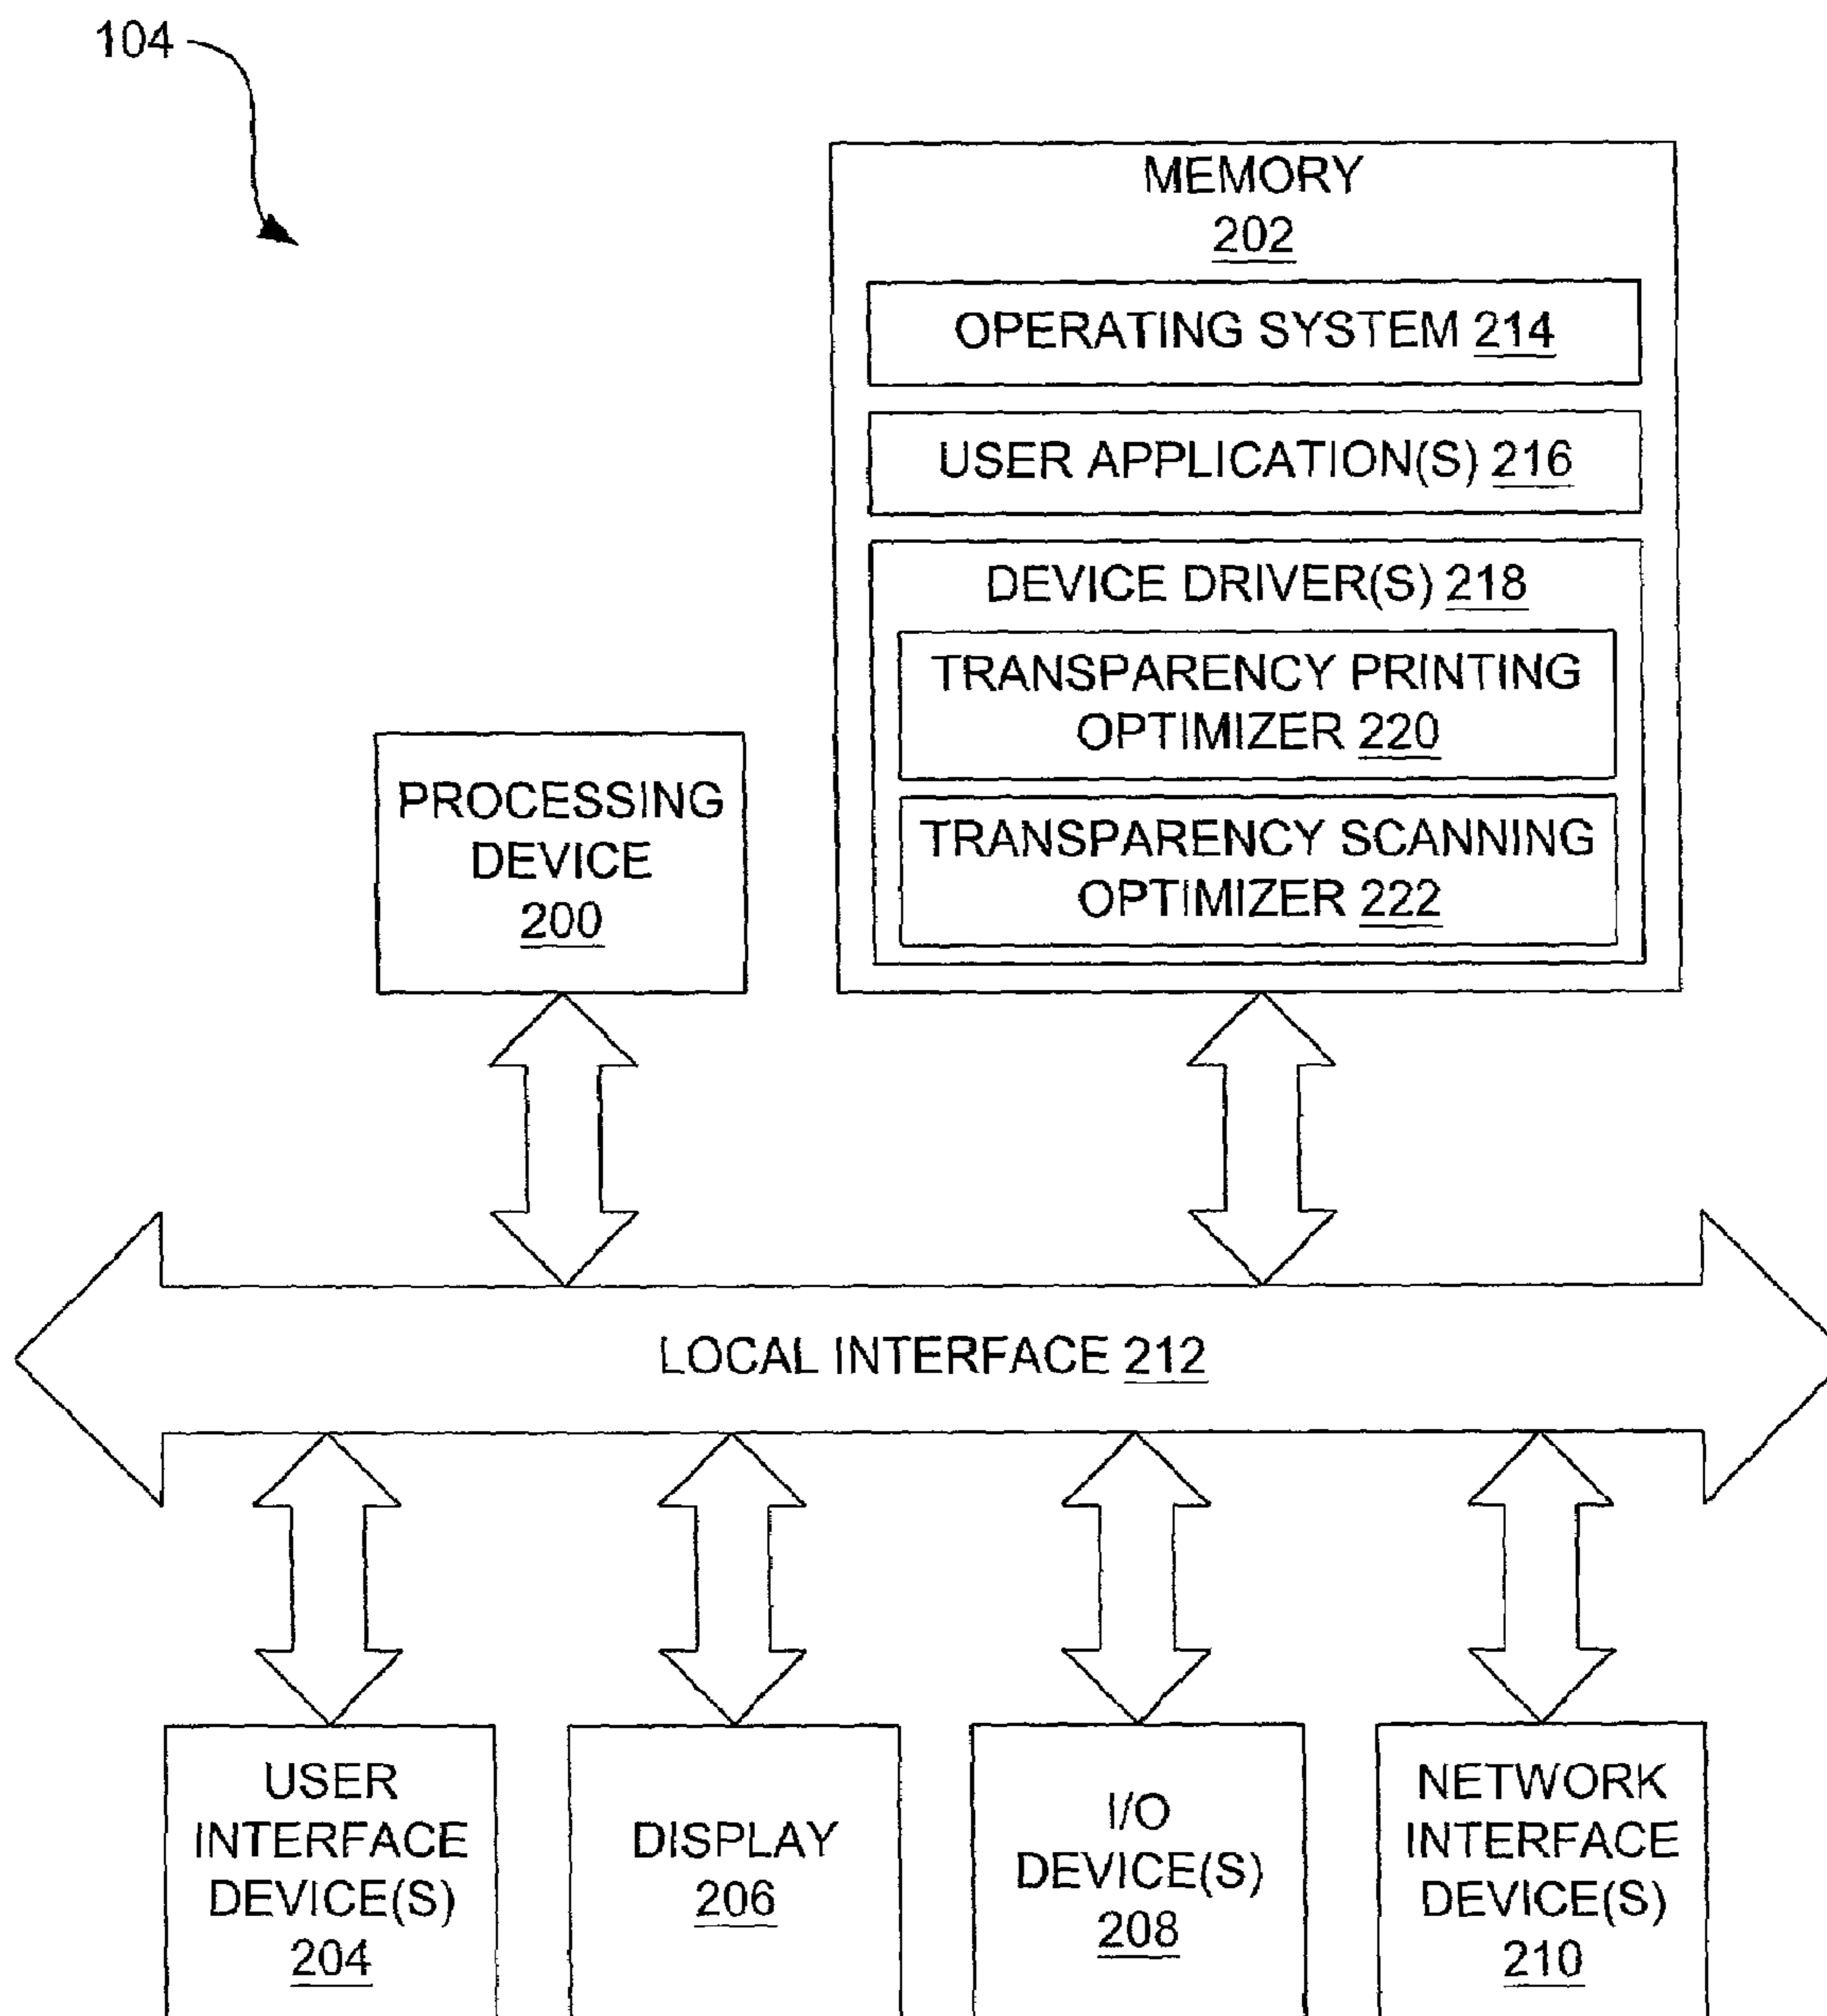 104
MEMORY
202
OPERATING SYSTEM 214
USER APPLICATION(S) 216
DEVICE DRIVER(S) 218
TRANSPARENCY PRINTING
OPTIMIZER 220
TRANSPARENCY SCANNING
OPTIMIZER 222
PROCESSING
DEVICE
200
LOCAL INTERFACE 212
USER
INTERFACE
DEVICE(S)
204
DISPLAY
206
I/O
DEVICE(S)
208
NETWORK
INTERFACE
DEVICE(S)
210